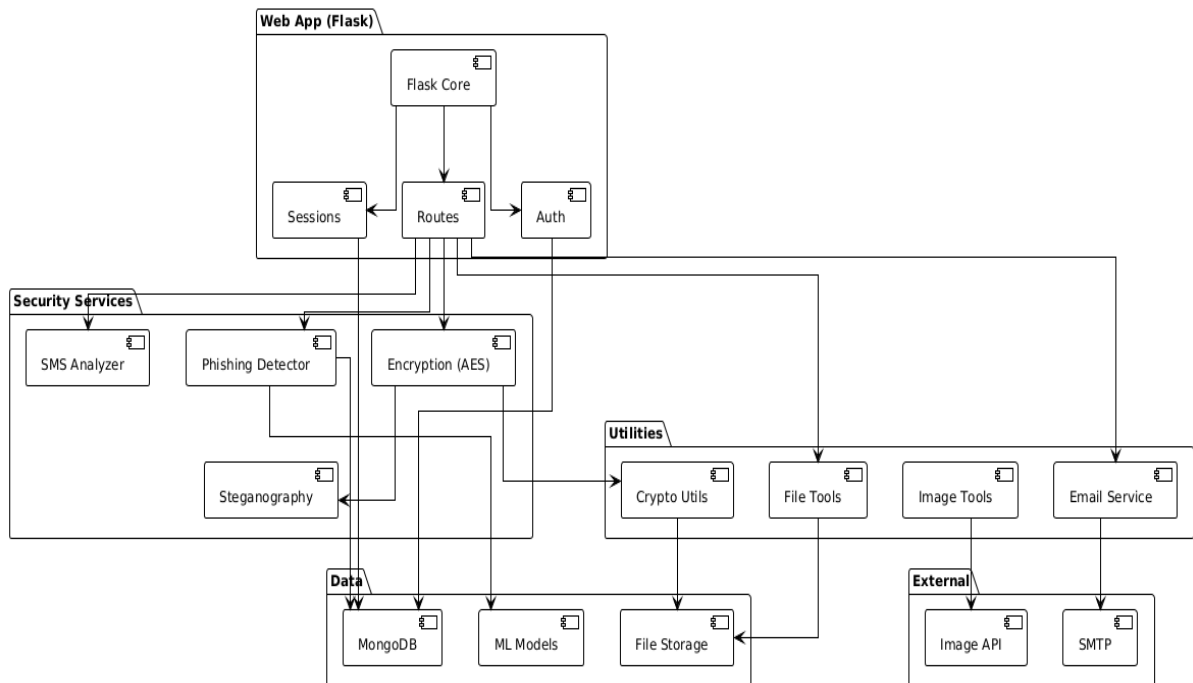 Web App (Flask)
Flask Core
Sessions
Routes
Auth
Security Services
SMS Analyzer
Phishing Detector
Encryption (AES)
Steganography
Utilities
Crypto Utils
File Tools
Image Tools
Email Service
Data
MongoDB
ML Models
File Storage
External
Image API
SMTP